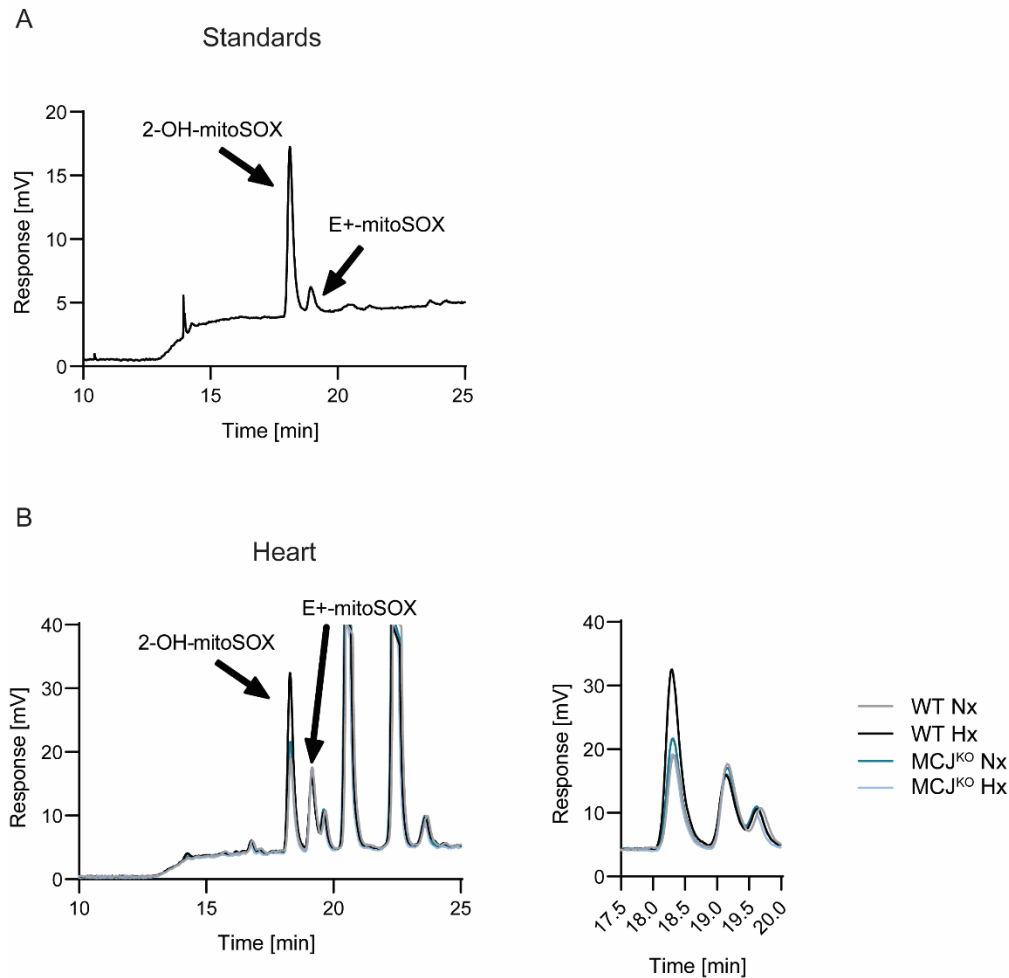 A
Standards
20
15
10
5
0
Response [mV]
2-OH-mitoSOX
E+-mitoSOX
10
15
20
25
Time [min]
B
Heart
40
30
20
10
0
Response [mV]
2-OH-mitoSOX
E+-mitoSOX
10
15
20
25
Time [min]
40
30
20
10
0
Response [mV]
17.5
18.0
18.5
19.0
19.5
20.0
Time [min]
WT Nx
WT Hx
MCJᴷᴼ Nx
MCJᴷᴼ Hx